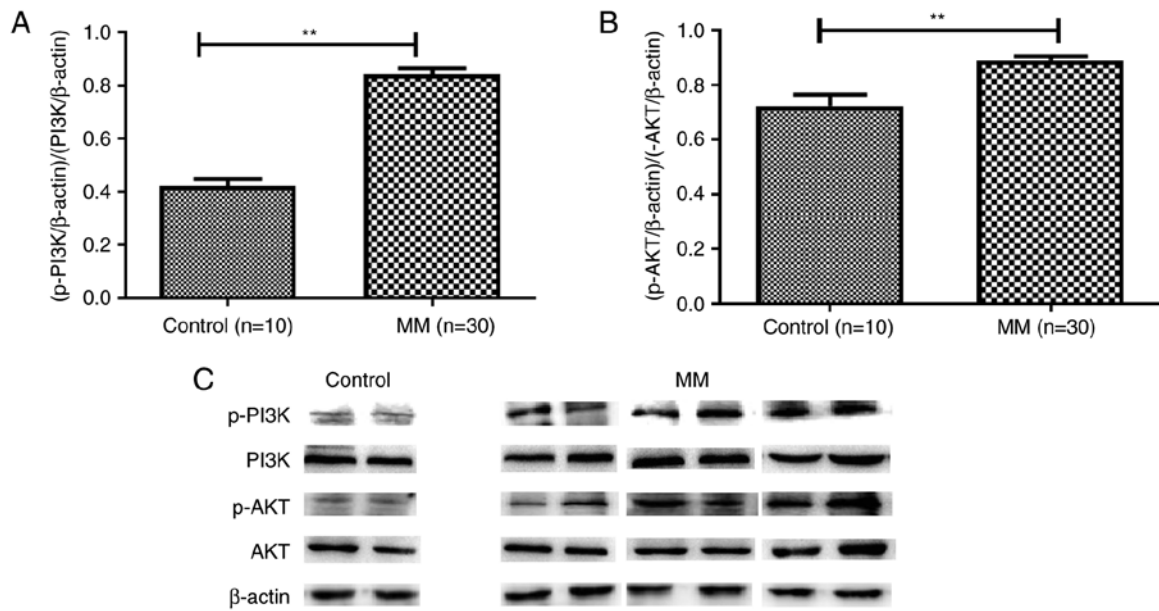 A
**
(p-PI3K/β-actin)/(PI3K/β-actin)
1.0
0.8
0.6
0.4
0.2
0.0
Control (n=10)
MM (n=30)
B
**
(p-AKT/β-actin)/(-AKT/β-actin)
1.0
0.8
0.6
0.4
0.2
0.0
Control (n=10)
MM (n=30)
C
Control
MM
p-PI3K
PI3K
p-AKT
AKT
β-actin